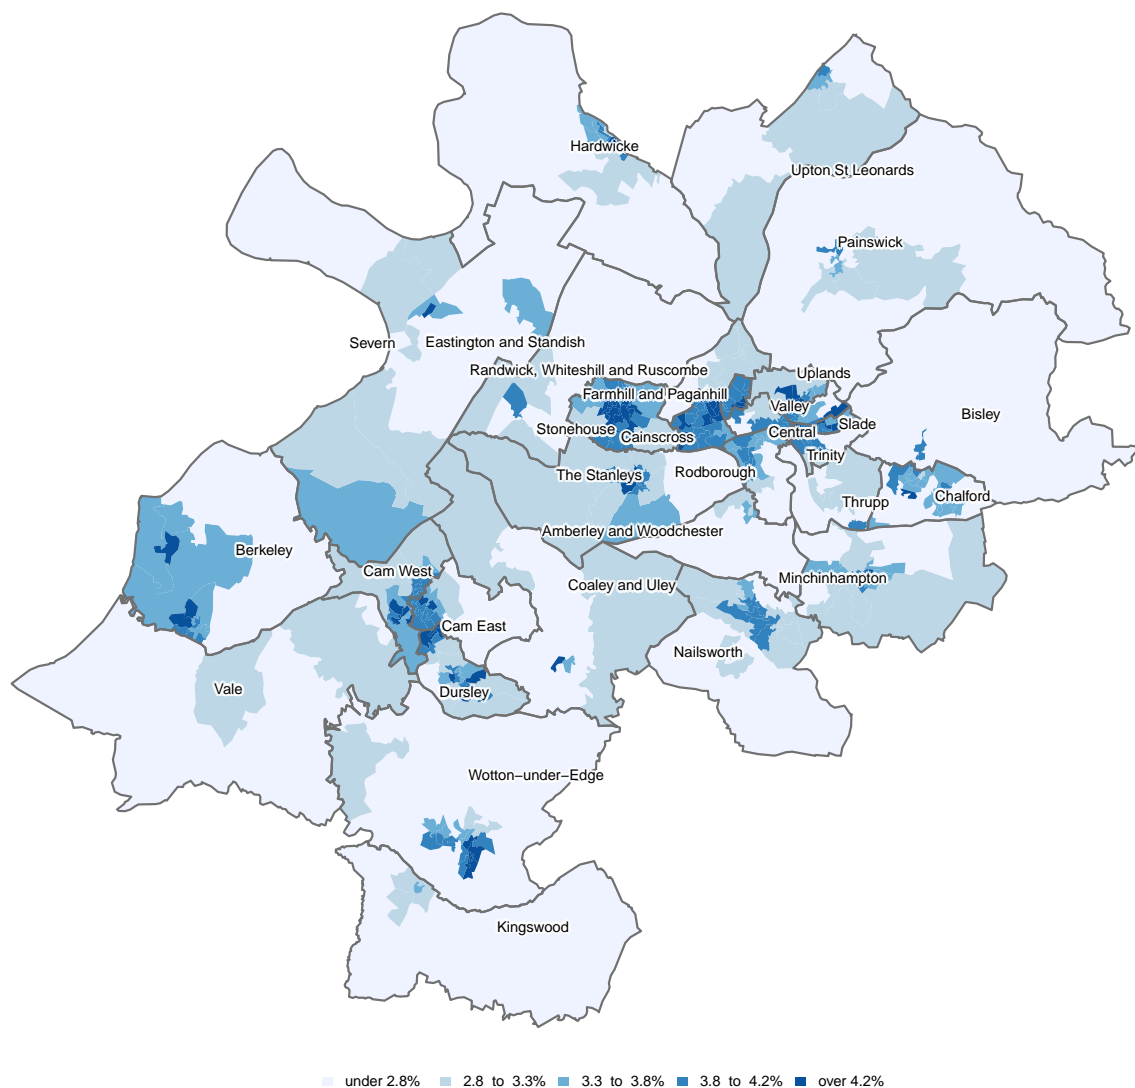 Hardwicke
Upton St Leonards
Painswick
Severn
Eastington and Standish
Randwick, Whiteshill and Ruscombe
Uplands
Farmhill and Paganhill
Valley
Bisley
Stonehouse
Cainscross
Central
Slade
Trinity
The Stanleys
Rodborough
Thrupp
Chalford
Amberley and Woodchester
Berkeley
Cam West
Coaley and Uley
Minchinhampton
Cam East
Nailsworth
Vale
Dursley
Wotton−under−Edge
Kingswood
under 2.8% 2.8 to 3.3% 3.3 to 3.8% 3.8 to 4.2% over 4.2%